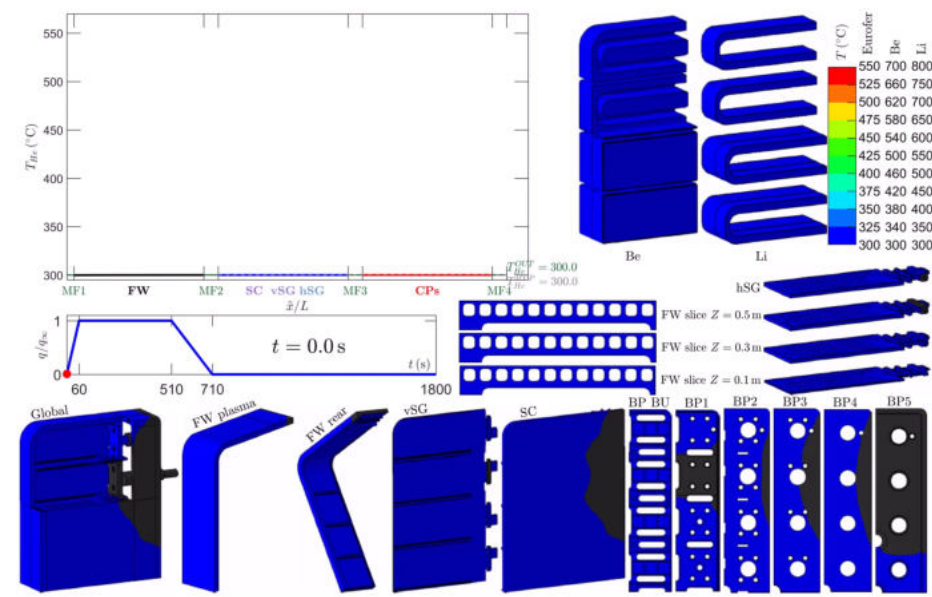 550
500
450
400
350
300
T_He (°C)
MF1 FW MF2 SC vSG hSG MF3 CPs MF4
T_He^OUT = 300.0
= 300.0
x̂/L
Be
Li
T (°C) Eurofer Be Li
550 700 800
525 660 750
500 620 700
475 580 650
450 540 600
425 500 550
400 460 500
375 420 450
350 380 400
325 340 350
300 300 300
hSG
FW slice Z = 0.5 m
FW slice Z = 0.3 m
FW slice Z = 0.1 m
q/q∞
1
0
t = 0.0 s
t (s)
60 510 710 1800
Global
FW plasma
FW rear
vSG
SC
BP BU
BP1
BP2
BP3
BP4
BP5